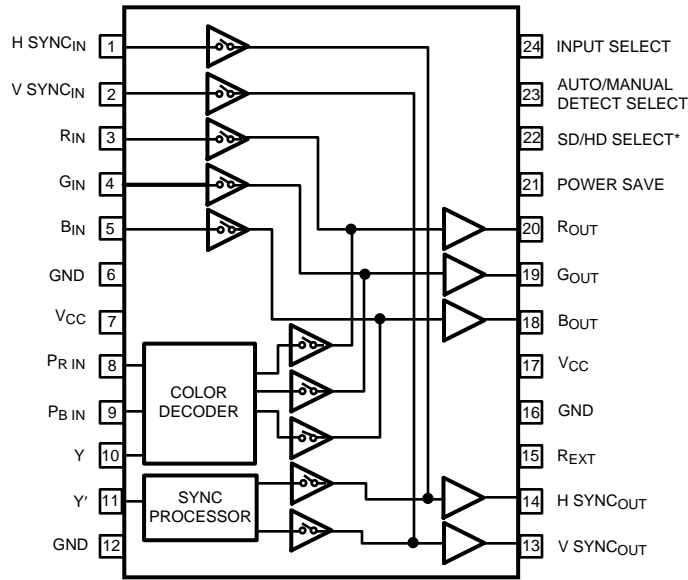 H SYNCIN
1
V SYNCIN
2
RIN
3
GIN
4
BIN
5
GND
6
VCC
7
PR IN
8
PB IN
9
Y
10
Y′
11
GND
12
COLOR
DECODER
SYNC
PROCESSOR
24
INPUT SELECT
23
AUTO/MANUAL
DETECT SELECT
22
SD/HD SELECT*
21
POWER SAVE
20
ROUT
19
GOUT
18
BOUT
17
VCC
16
GND
15
REXT
14
H SYNCOUT
13
V SYNCOUT